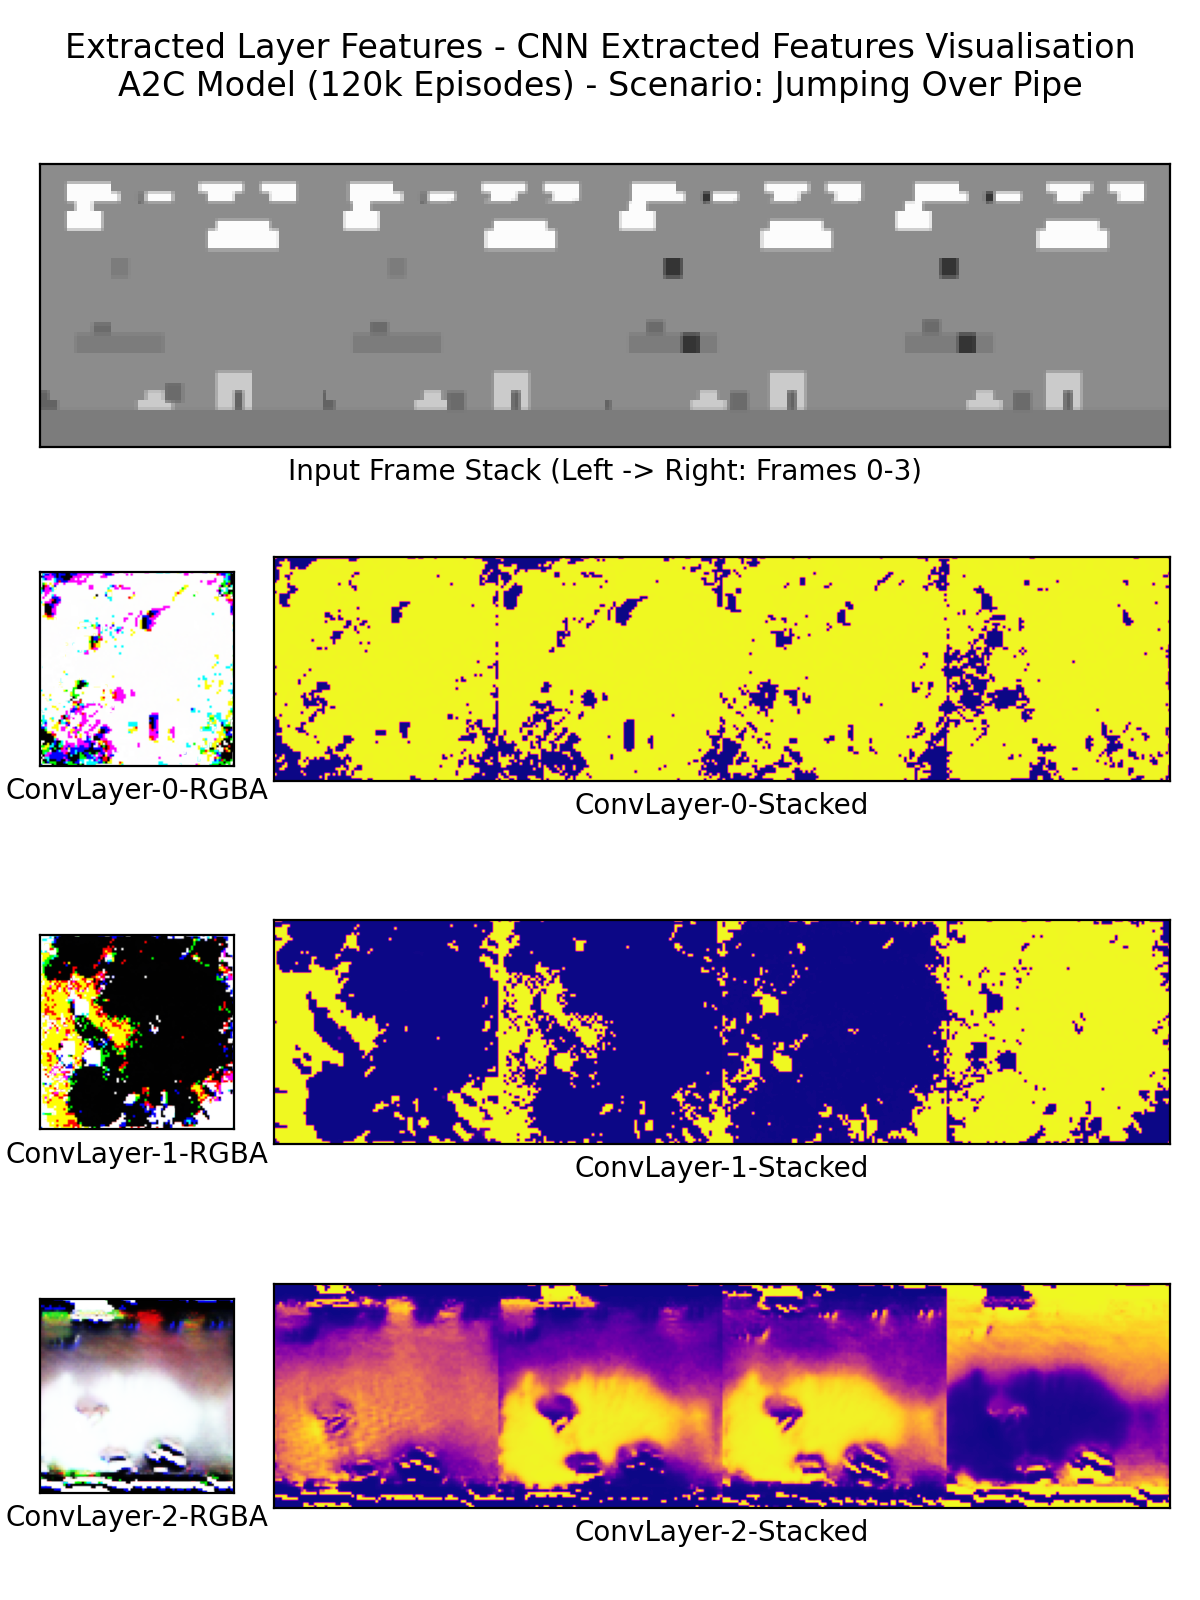 Extracted Layer Features - CNN Extracted Features Visualisation
A2C Model (120k Episodes) - Scenario: Jumping Over Pipe
Input Frame Stack (Left -> Right: Frames 0-3)
ConvLayer-0-RGBA
ConvLayer-0-Stacked
ConvLayer-1-RGBA
ConvLayer-1-Stacked
ConvLayer-2-RGBA
ConvLayer-2-Stacked